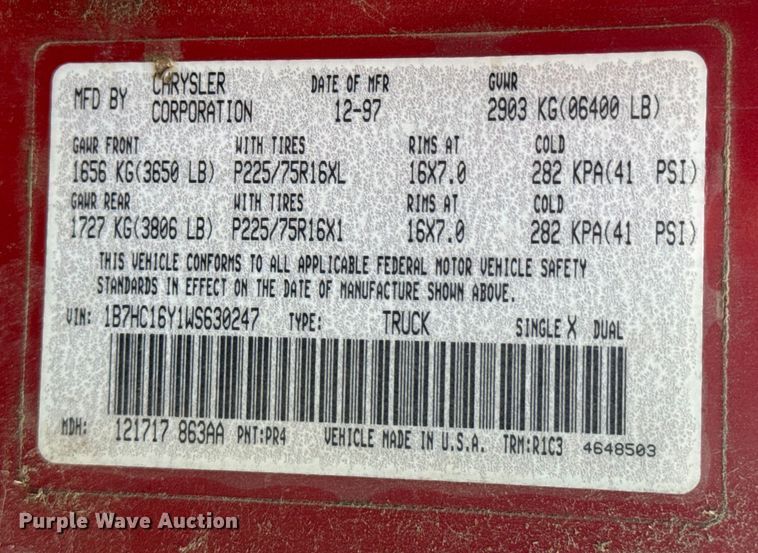 MFD BY CHRYSLER CORPORATION DATE OF MFR 12-97 GVWR 2903 KG(06400 LB)
GAWR FRONT WITH TIRES RIMS AT COLD
1656 KG(3650 LB) P225/75R16XL 16X7.0 282 KPA(41 PSI)
GAWR REAR WITH TIRES RIMS AT COLD
1727 KG(3806 LB) P225/75R16X1 16X7.0 282 KPA(41 PSI)
THIS VEHICLE CONFORMS TO ALL APPLICABLE FEDERAL MOTOR VEHICLE SAFETY
STANDARDS IN EFFECT ON THE DATE OF MANUFACTURE SHOWN ABOVE.
VIN: 1B7HC16Y1WS630247 TYPE: TRUCK SINGLE X DUAL
MDH: 121717 863AA PNT:PR4 VEHICLE MADE IN U.S.A. TRM:R1C3 4648503
Purple Wave Auction